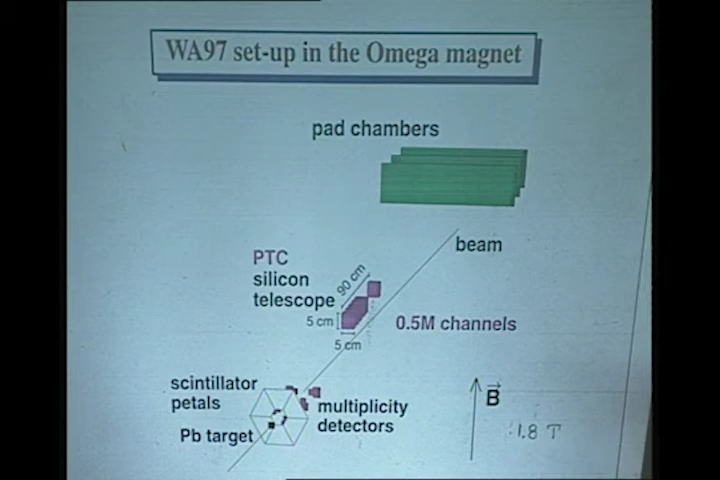 WA97 set-up in the Omega magnet
pad chambers
beam
PTC
silicon
telescope
90 cm
5 cm
5 cm
0.5M channels
scintillator
petals
multiplicity
detectors
Pb target
B
1.8 T